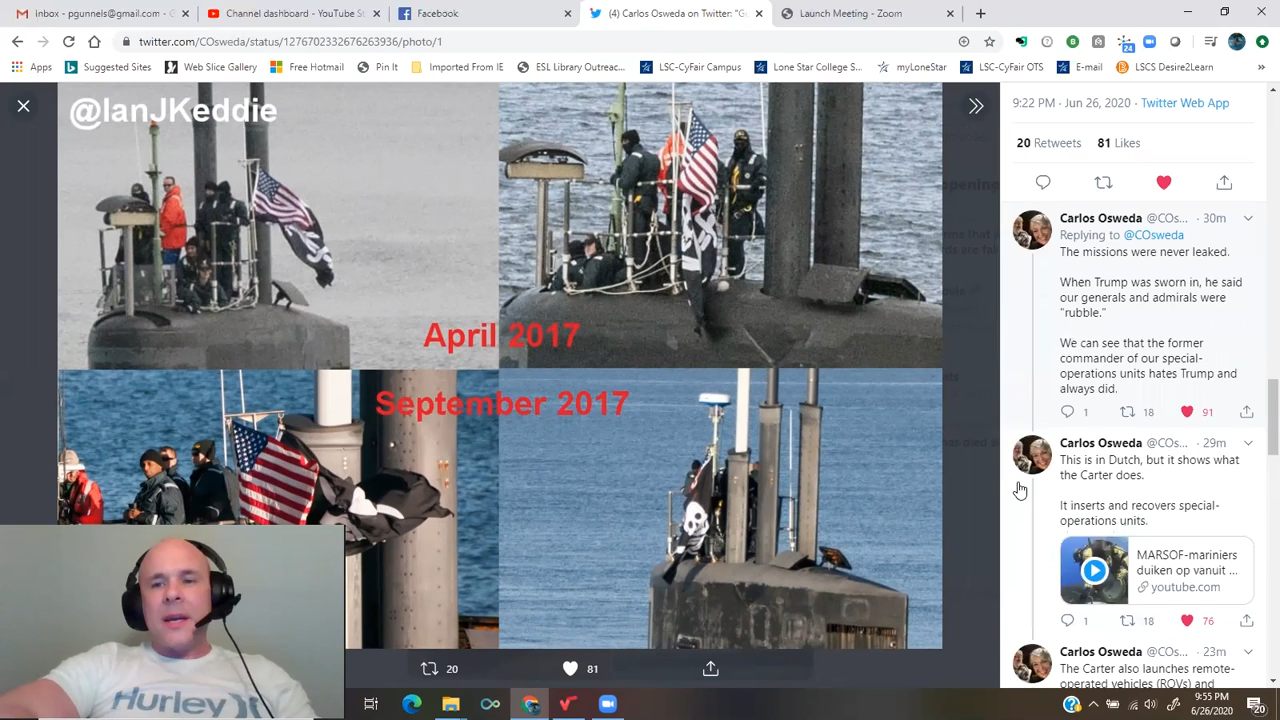 Inbox - pmgunnels@gmail.com - G
Channel dashboard - YouTube St
Facebook
(4) Carlos Osweda on Twitter: "G
Launch Meeting - Zoom
twitter.com/COsweda/status/1276702332676263936/photo/1
24
Apps
Suggested Sites
Web Slice Gallery
Free Hotmail
Pin It
Imported From IE
ESL Library Outreac...
LSC-CyFair Campus
Lone Star College S...
myLoneStar
LSC-CyFair OTS
E-mail
LSCS Desire2Learn
@IanJKeddie
April 2017
September 2017
20
81
9:22 PM · Jun 26, 2020 · Twitter Web App
20 Retweets 81 Likes
Carlos Osweda @COs... · 30m
Replying to @COsweda
The missions were never leaked.
When Trump was sworn in, he said
our generals and admirals were
"rubble."
We can see that the former
commander of our special-
operations units hates Trump and
always did.
1 18 91
Carlos Osweda @COs... · 29m
This is in Dutch, but it shows what
the Carter does.
It inserts and recovers special-
operations units.
MARSOF-mariniers
duiken op vanuit ...
youtube.com
1 18 76
Carlos Osweda @COs... · 23m
The Carter also launches remote-
operated vehicles (ROVs) and
Hurley
9:55 PM
6/26/2020
20